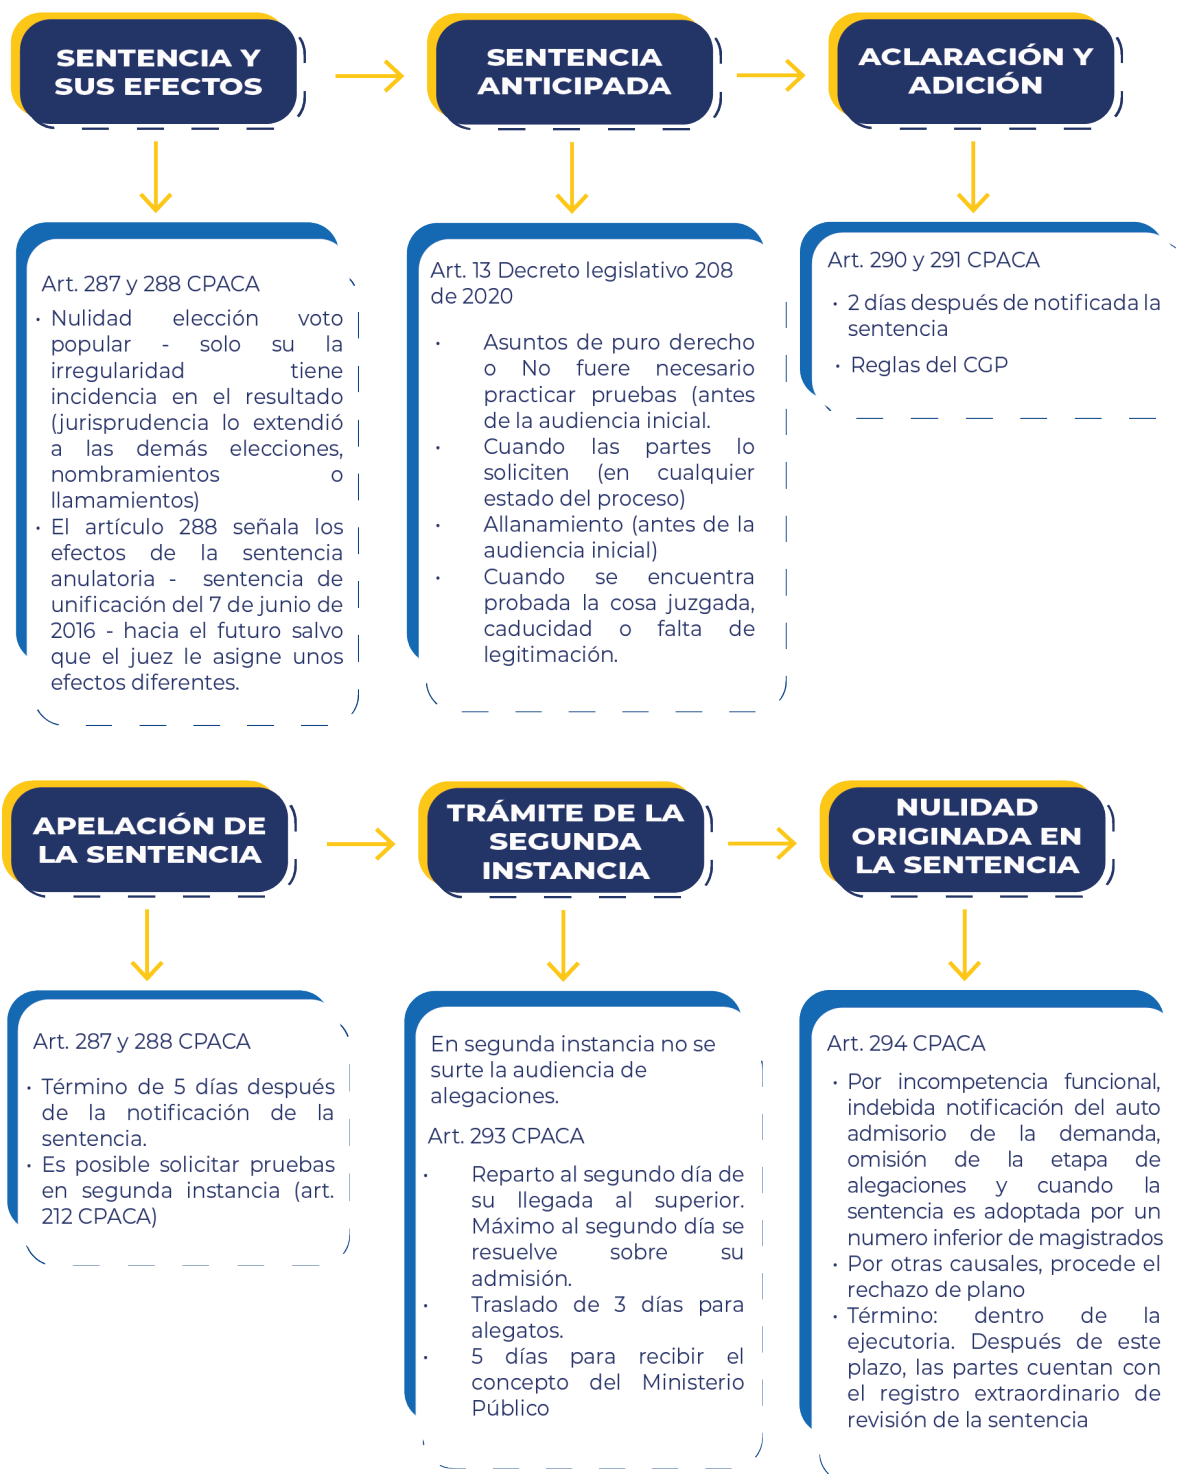 SENTENCIA Y
SUS EFECTOS
SENTENCIA
ANTICIPADA
ACLARACIÓN Y
ADICIÓN
Art. 287 y 288 CPACA
• Nulidad elección voto
popular - solo su la
irregularidad tiene
incidencia en el resultado
(jurisprudencia lo extendió
a las demás elecciones,
nombramientos o
llamamientos)
• El artículo 288 señala los
efectos de la sentencia
anulatoria - sentencia de
unificación del 7 de junio de
2016 - hacia el futuro salvo
que el juez le asigne unos
efectos diferentes.
Art. 13 Decreto legislativo 208
de 2020
• Asuntos de puro derecho
o No fuere necesario
practicar pruebas (antes
de la audiencia inicial.
• Cuando las partes lo
soliciten (en cualquier
estado del proceso)
• Allanamiento (antes de la
audiencia inicial)
• Cuando se encuentra
probada la cosa juzgada,
caducidad o falta de
legitimación.
Art. 290 y 291 CPACA
• 2 días después de notificada la
sentencia
• Reglas del CGP
APELACIÓN DE
LA SENTENCIA
TRÁMITE DE LA
SEGUNDA
INSTANCIA
NULIDAD
ORIGINADA EN
LA SENTENCIA
Art. 287 y 288 CPACA
• Término de 5 días después
de la notificación de la
sentencia.
• Es posible solicitar pruebas
en segunda instancia (art.
212 CPACA)
En segunda instancia no se
surte la audiencia de
alegaciones.
Art. 293 CPACA
• Reparto al segundo día de
su llegada al superior.
Máximo al segundo día se
resuelve sobre su
admisión.
• Traslado de 3 días para
alegatos.
• 5 días para recibir el
concepto del Ministerio
Público
Art. 294 CPACA
• Por incompetencia funcional,
indebida notificación del auto
admisorio de la demanda,
omisión de la etapa de
alegaciones y cuando la
sentencia es adoptada por un
numero inferior de magistrados
• Por otras causales, procede el
rechazo de plano
• Término: dentro de la
ejecutoria. Después de este
plazo, las partes cuentan con
el registro extraordinario de
revisión de la sentencia